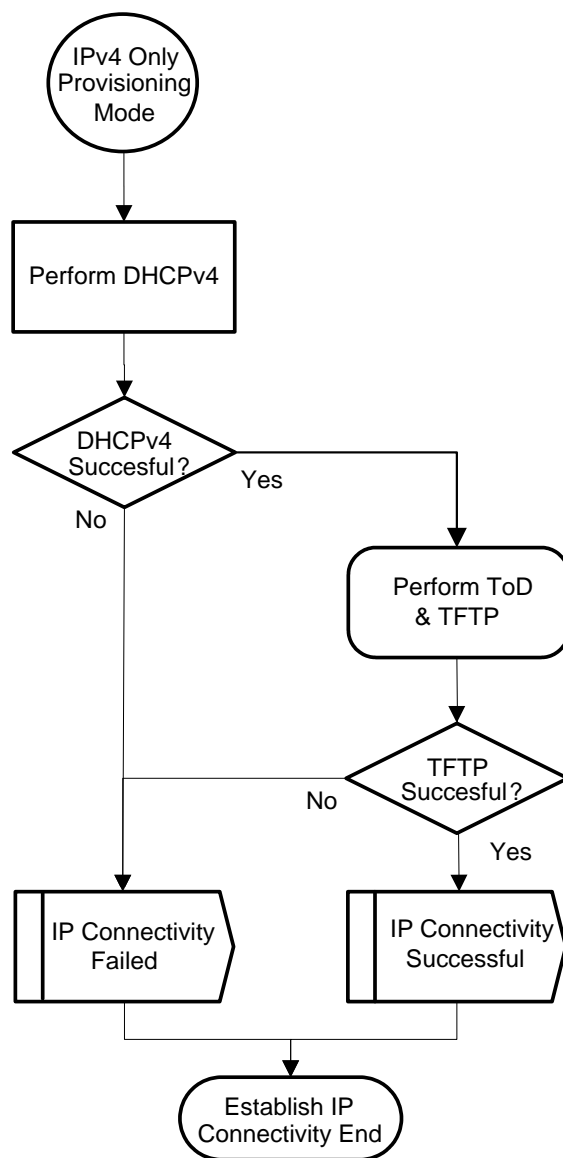 IPv4 Only
Provisioning
Mode
Perform DHCPv4
DHCPv4
Succesful?
Yes
No
Perform ToD
& TFTP
TFTP
Succesful?
No
Yes
IP Connectivity
Failed
IP Connectivity
Successful
Establish IP
Connectivity End